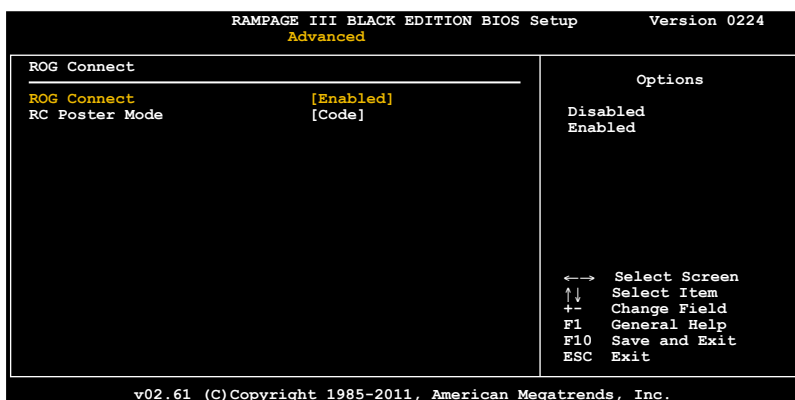 RAMPAGE III BLACK EDITION BIOS Setup Version 0224
Advanced
ROG Connect
ROG Connect [Enabled]
RC Poster Mode [Code]
Options
Disabled
Enabled
←→ Select Screen
↑↓ Select Item
+- Change Field
F1 General Help
F10 Save and Exit
ESC Exit
v02.61 (C)Copyright 1985-2011, American Megatrends, Inc.